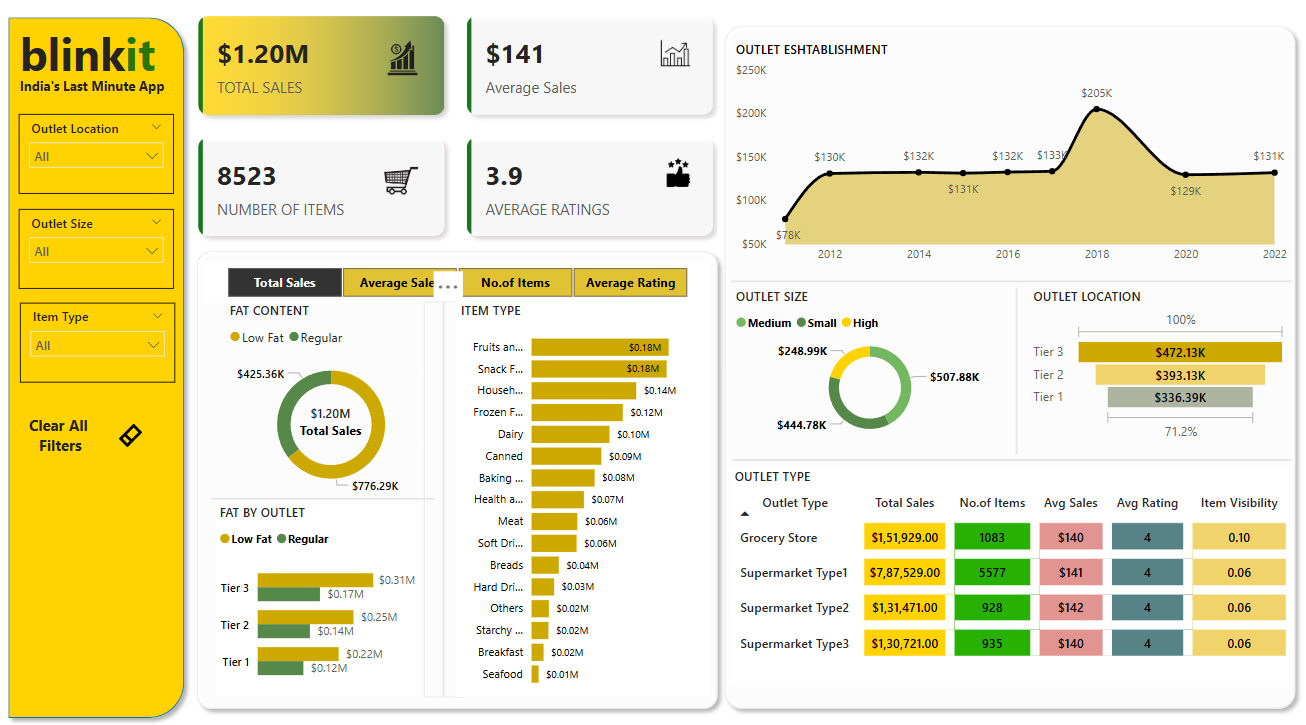 blinkit
India's Last Minute App
Outlet Location
All
Outlet Size
All
Item Type
All
Clear All
Filters
$1.20M
TOTAL SALES
$141
Average Sales
8523
NUMBER OF ITEMS
3.9
AVERAGE RATINGS
Total Sales
Average Sale
...
No.of Items
Average Rating
FAT CONTENT
Low Fat
Regular
$425.36K
$1.20M
Total Sales
$776.29K
FAT BY OUTLET
Low Fat
Regular
Tier 3 $0.31M
$0.17M
Tier 2 $0.25M
$0.14M
Tier 1 $0.22M
$0.12M
ITEM TYPE
Fruits an... $0.18M
Snack F... $0.18M
Househ... $0.14M
Frozen F... $0.12M
Dairy $0.10M
Canned $0.09M
Baking ... $0.08M
Health a... $0.07M
Meat $0.06M
Soft Dri... $0.06M
Breads $0.04M
Hard Dri... $0.03M
Others $0.02M
Starchy ... $0.02M
Breakfast $0.02M
Seafood $0.01M
OUTLET ESHTABLISHMENT
$250K
$200K
$150K
$100K
$50K
$78K
$130K
$132K
$131K
$132K
$133K
$205K
$129K
$131K
2012 2014 2016 2018 2020 2022
OUTLET SIZE
Medium Small High
$248.99K
$507.88K
$444.78K
OUTLET LOCATION
100%
Tier 3 $472.13K
Tier 2 $393.13K
Tier 1 $336.39K
71.2%
OUTLET TYPE
Outlet Type Total Sales No.of Items Avg Sales Avg Rating Item Visibility
Grocery Store $1,51,929.00 1083 $140 4 0.10
Supermarket Type1 $7,87,529.00 5577 $141 4 0.06
Supermarket Type2 $1,31,471.00 928 $142 4 0.06
Supermarket Type3 $1,30,721.00 935 $140 4 0.06